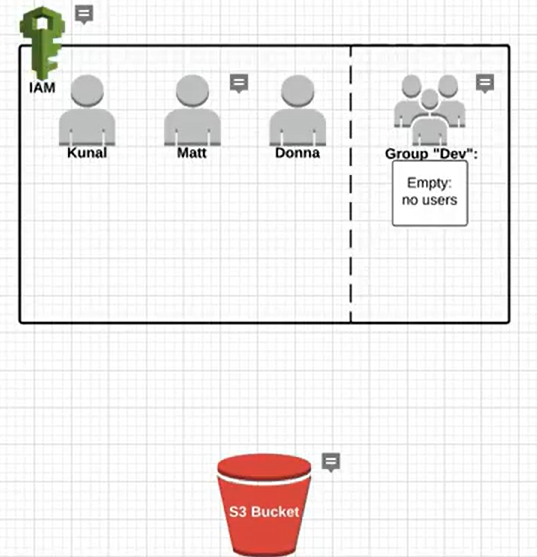 IAM
Kunal
Matt
Donna
Group "Dev":
Empty:
no users
S3 Bucket